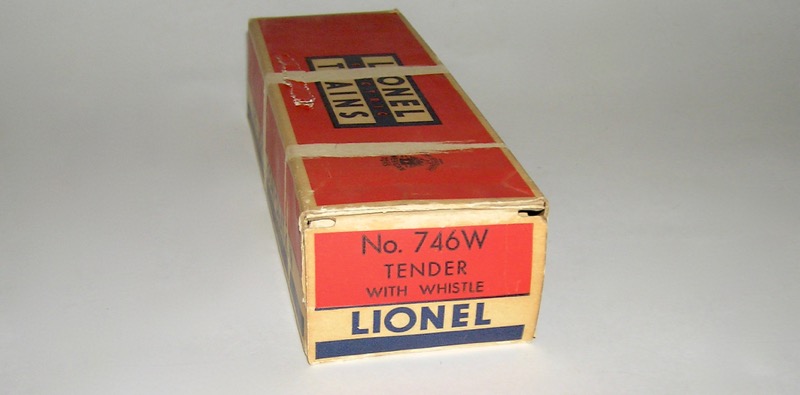 LIONEL
TRAINS
No. 746W
TENDER
WITH WHISTLE
LIONEL